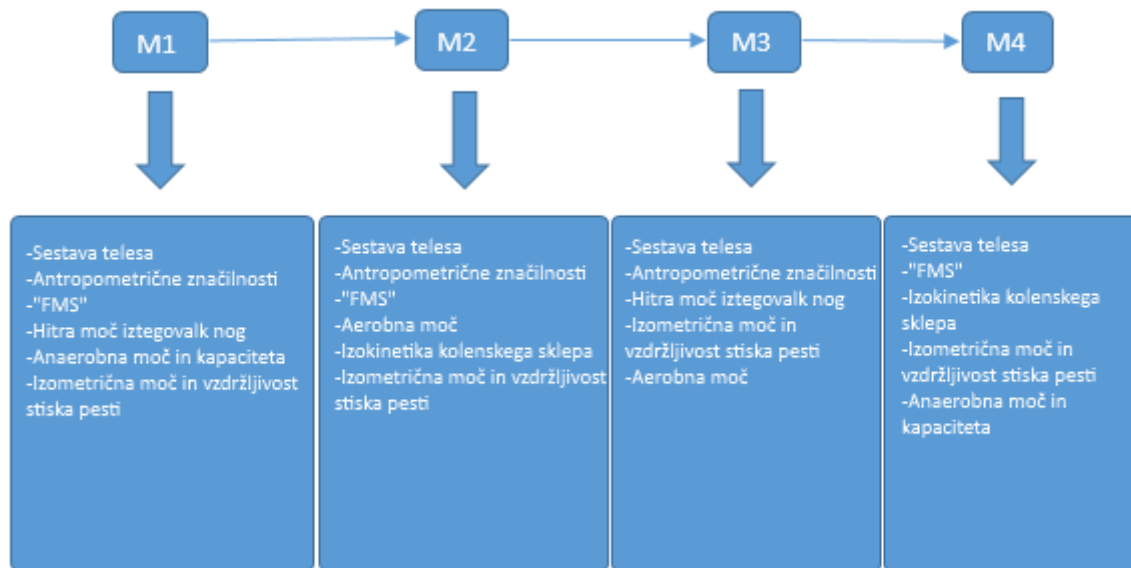 M1
M2
M3
M4
-Sestava telesa
-Antropometrične značilnosti
-"FMS"
-Hitra moč iztegovalk nog
-Anaerobna moč in kapaciteta
-Izometrična moč in vzdržljivost
stiska pesti
-Sestava telesa
-Antropometrične značilnosti
-"FMS"
-Aerobna moč
-Izokinetika kolenskega sklepa
-Izometrična moč in vzdržljivost
stiska pesti
-Sestava telesa
-Antropometrične značilnosti
-Hitra moč iztegovalk nog
-Izometrična moč in
vzdržljivost stiska pesti
-Aerobna moč
-Sestava telesa
-"FMS"
-Izokinetika kolenskega
sklepa
-Izometrična moč in
vzdržljivost stiska pesti
-Anaerobna moč in
kapaciteta